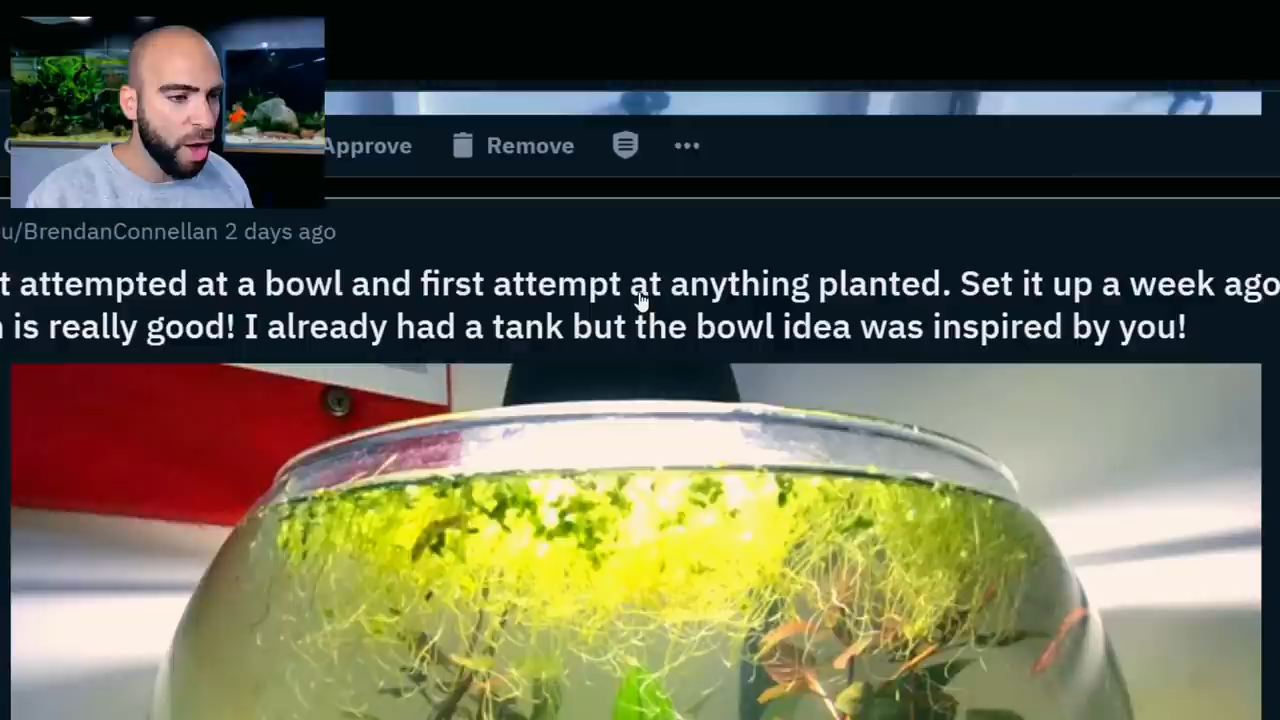 Approve Remove
u/BrendanConnellan 2 days ago
attempted at a bowl and first attempt at anything planted. Set it up a week ago
is really good! I already had a tank but the bowl idea was inspired by you!